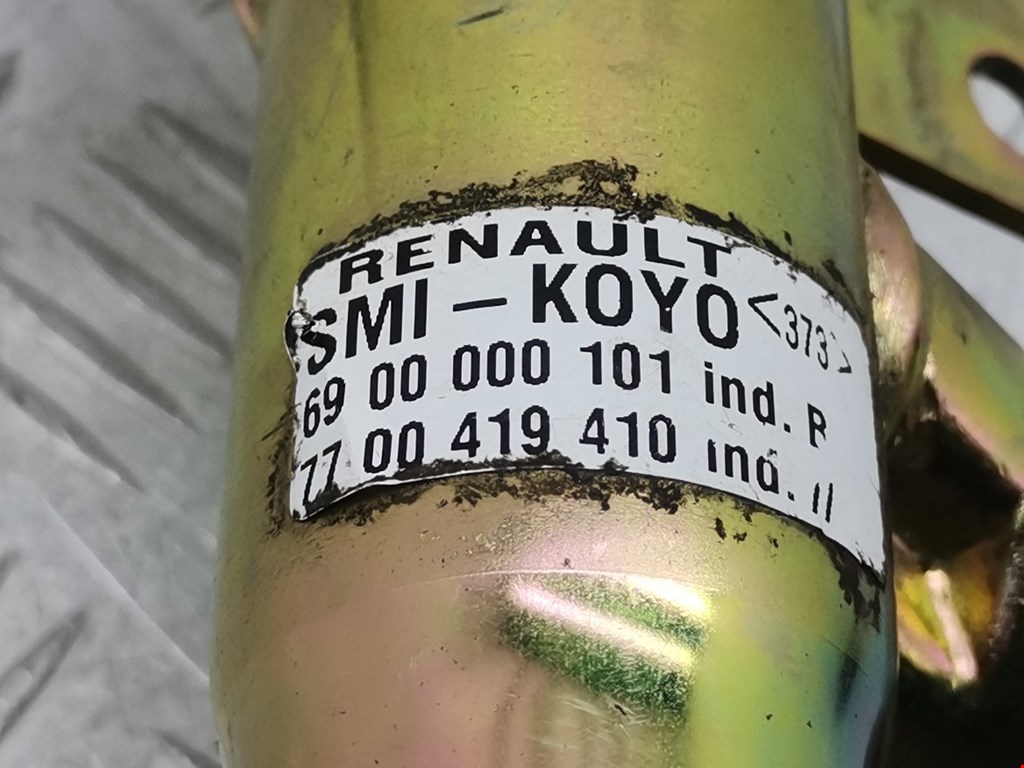 RENAULT
SMI – KOYO <373>
69 00 000 101 ind.
77 00 419 410 ind.